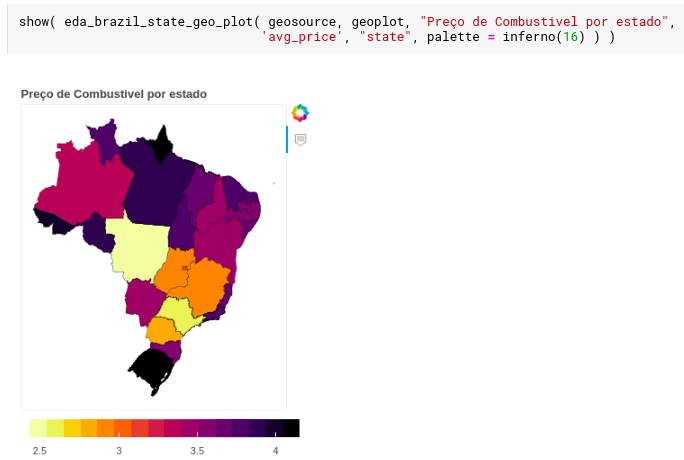 show( eda_brazil_state_geo_plot( geosource, geoplot, "Preço de Combustivel por estado",
'avg_price', "state", palette = inferno(16) ) )
Preço de Combustivel por estado
2.5 3 3.5 4